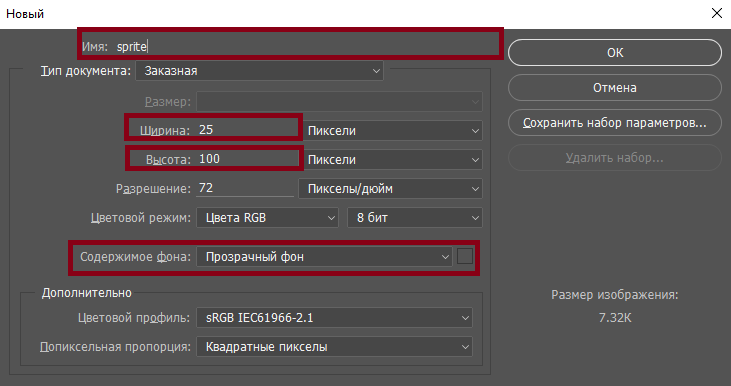 Новый
Имя: sprite
ОК
Тип документа: Заказная
Отмена
Размер:
Ширина: 25 Пиксели
Сохранить набор параметров...
Высота: 100 Пиксели
Удалить набор...
Разрешение: 72 Пикселы/дюйм
Цветовой режим: Цвета RGB 8 бит
Содержимое фона: Прозрачный фон
Дополнительно
Размер изображения:
Цветовой профиль: sRGB IEC61966-2.1
7.32K
Попиксельная пропорция: Квадратные пикселы